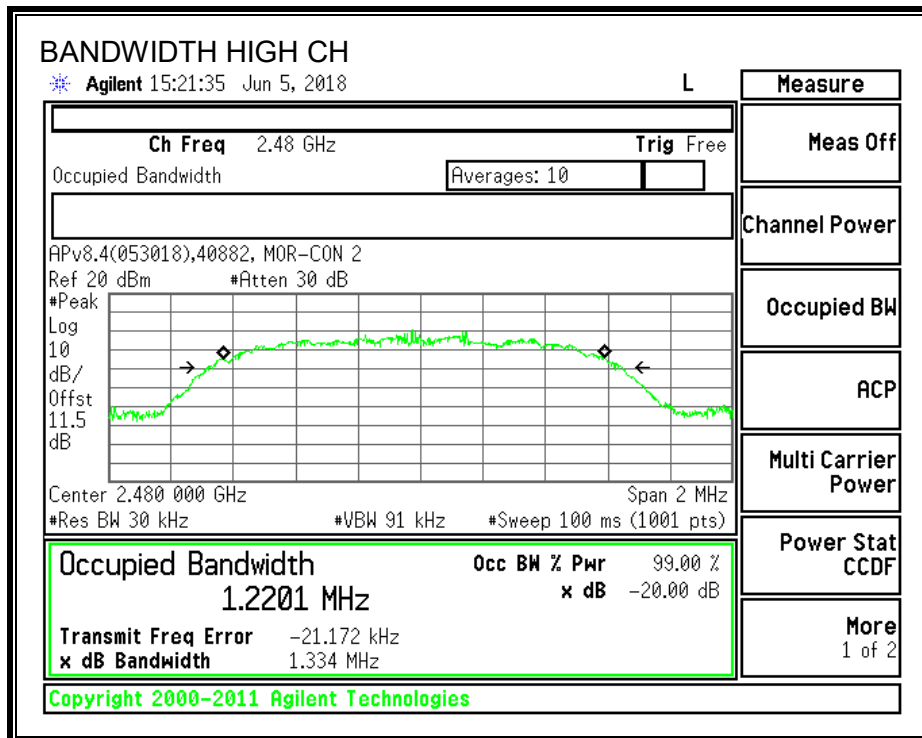 BANDWIDTH HIGH CH
Agilent 15:21:35 Jun 5, 2018 L
Ch Freq 2.48 GHz Trig Free
Occupied Bandwidth Averages: 10
APv8.4(053018),40882, MOR-CON 2
Ref 20 dBm #Atten 30 dB
#Peak
Log
10
dB/
Offst
11.5
dB
Center 2.480 000 GHz Span 2 MHz
#Res BW 30 kHz #VBW 91 kHz #Sweep 100 ms (1001 pts)
Occupied Bandwidth Occ BW % Pwr 99.00 %
1.2201 MHz x dB -20.00 dB
Transmit Freq Error -21.172 kHz
x dB Bandwidth 1.334 MHz
Copyright 2000-2011 Agilent Technologies
Measure
Meas Off
Channel Power
Occupied BW
ACP
Multi Carrier
Power
Power Stat
CCDF
More
1 of 2